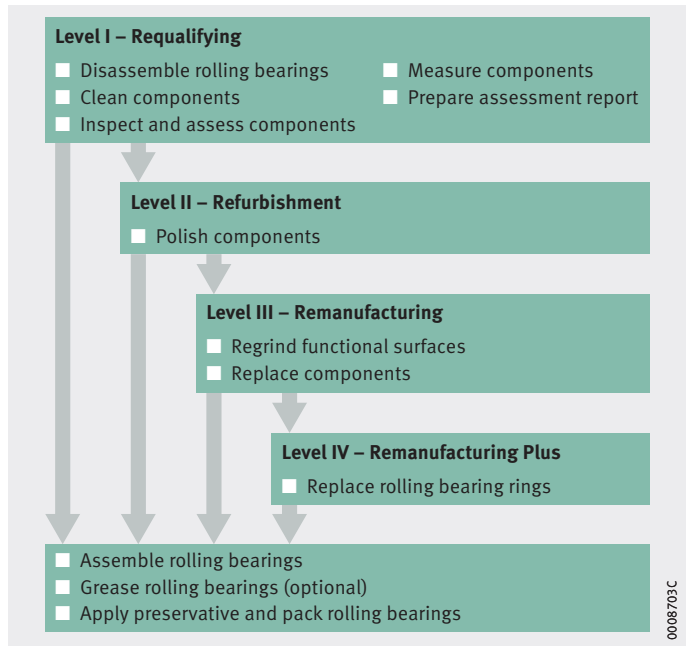 Level I – Requalifying
Disassemble rolling bearings
Clean components
Inspect and assess components
Measure components
Prepare assessment report
Level II – Refurbishment
Polish components
Level III – Remanufacturing
Regrind functional surfaces
Replace components
Level IV – Remanufacturing Plus
Replace rolling bearing rings
Assemble rolling bearings
Grease rolling bearings (optional)
Apply preservative and pack rolling bearings
0008703C